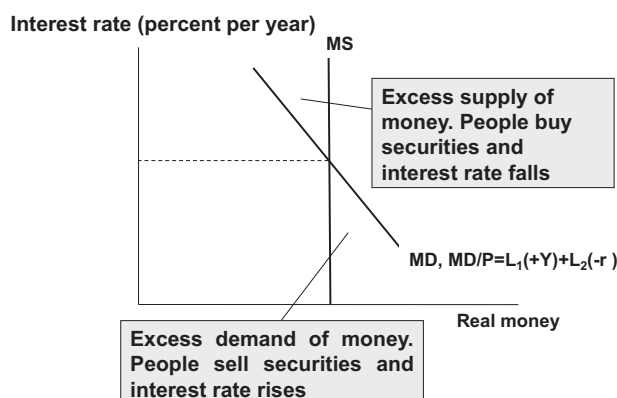 Interest rate (percent per year)
MS
Excess supply of
money. People buy
securities and
interest rate falls
MD, MD/P=L₁(+Y)+L₂(-r )
Real money
Excess demand of money.
People sell securities and
interest rate rises